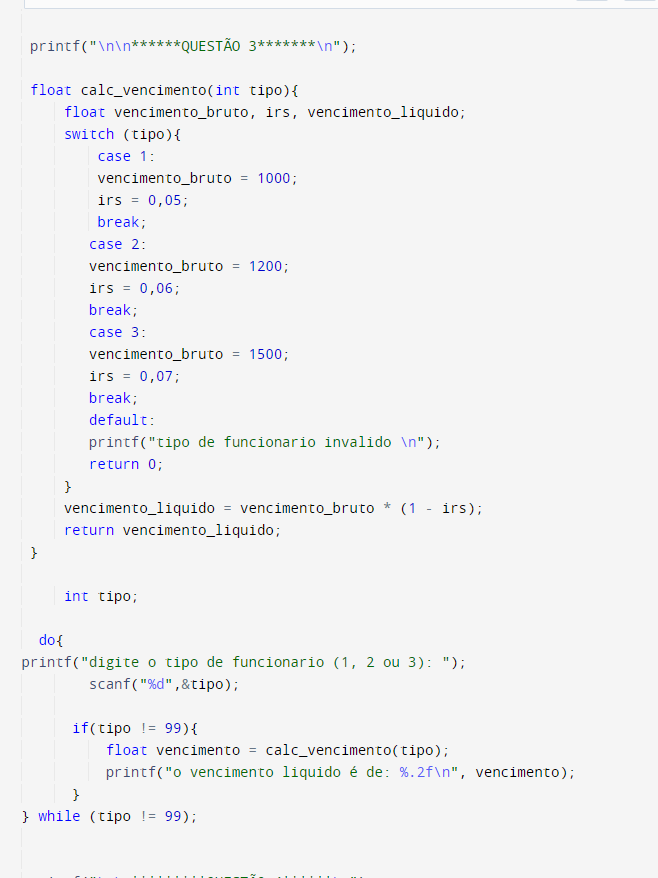 printf("\n\n******QUESTÃO 3*******\n");
float calc_vencimento(int tipo){
float vencimento_bruto, irs, vencimento_liquido;
switch (tipo){
case 1:
vencimento_bruto = 1000;
irs = 0,05;
break;
case 2:
vencimento_bruto = 1200;
irs = 0,06;
break;
case 3:
vencimento_bruto = 1500;
irs = 0,07;
break;
default:
printf("tipo de funcionario invalido \n");
return 0;
}
vencimento_liquido = vencimento_bruto * (1 - irs);
return vencimento_liquido;
}
int tipo;
do{
printf("digite o tipo de funcionario (1, 2 ou 3): ");
scanf("%d",&tipo);
if(tipo != 99){
float vencimento = calc_vencimento(tipo);
printf("o vencimento liquido é de: %.2f\n", vencimento);
}
} while (tipo != 99);